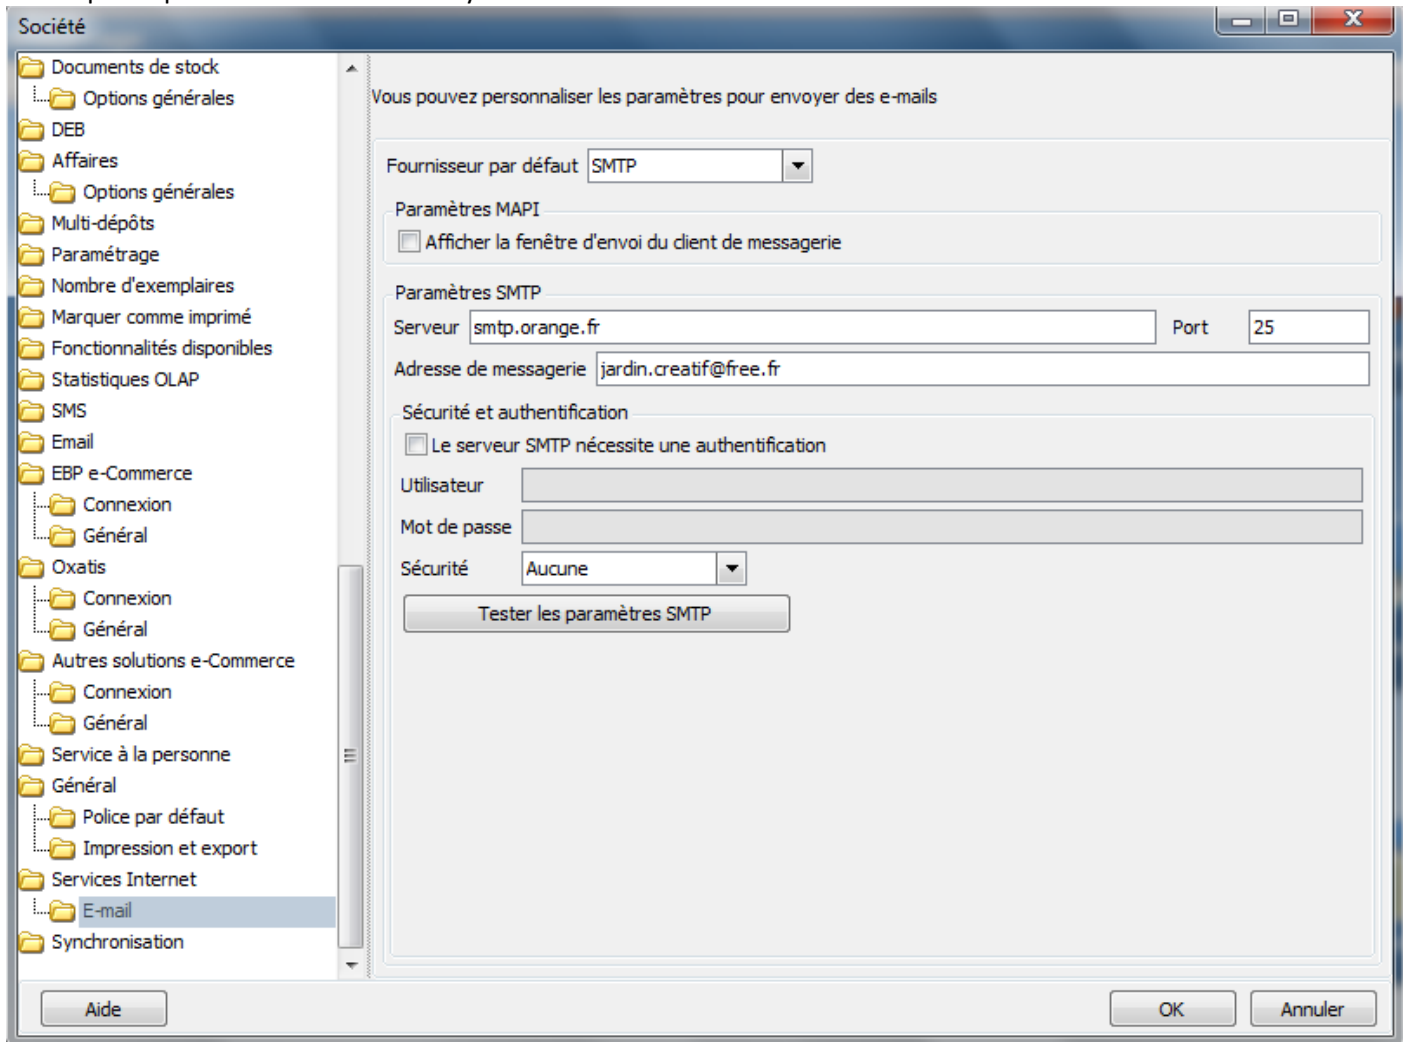 Société
Documents de stock
Options générales
DEB
Affaires
Options générales
Multi-dépôts
Paramétrage
Nombre d'exemplaires
Marquer comme imprimé
Fonctionnalités disponibles
Statistiques OLAP
SMS
Email
EBP e-Commerce
Connexion
Général
Oxatis
Connexion
Général
Autres solutions e-Commerce
Connexion
Général
Service à la personne
Général
Police par défaut
Impression et export
Services Internet
E-mail
Synchronisation
Vous pouvez personnaliser les paramètres pour envoyer des e-mails
Fournisseur par défaut SMTP
Paramètres MAPI
Afficher la fenêtre d'envoi du client de messagerie
Paramètres SMTP
Serveur smtp.orange.fr Port 25
Adresse de messagerie jardin.creatif@free.fr
Sécurité et authentification
Le serveur SMTP nécessite une authentification
Utilisateur
Mot de passe
Sécurité Aucune
Tester les paramètres SMTP
Aide OK Annuler